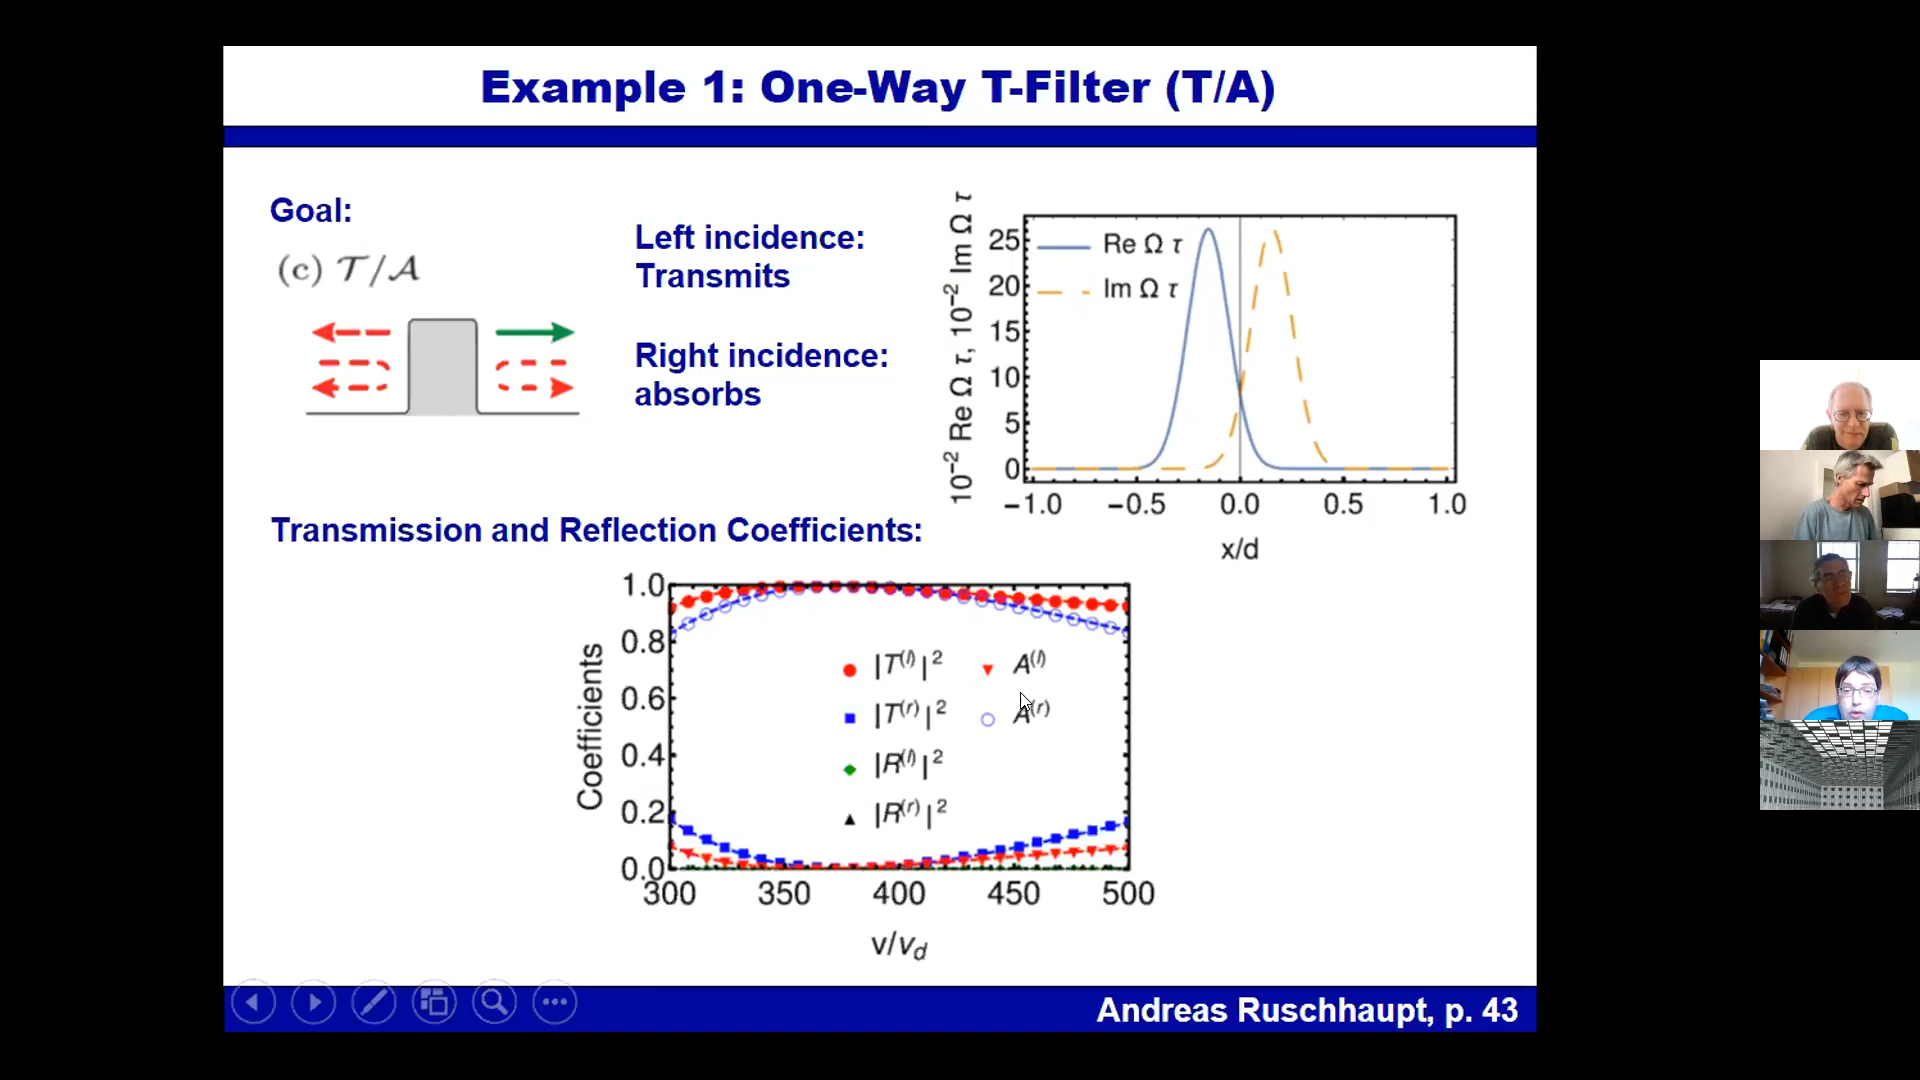 Example 1: One-Way T-Filter (T/A)
Goal:
(c) 𝒯/𝒜
Left incidence:
Transmits
Right incidence:
absorbs
10⁻² Re Ω τ, 10⁻² Im Ω τ
25
20
15
10
5
0
Re Ω τ
Im Ω τ
−1.0 −0.5 0.0 0.5 1.0
x/d
Transmission and Reflection Coefficients:
Coefficients
1.0
0.8
0.6
0.4
0.2
0.0
|T⁽ˡ⁾|² A⁽ˡ⁾
|T⁽ʳ⁾|² A⁽ʳ⁾
|R⁽ˡ⁾|²
|R⁽ʳ⁾|²
300 350 400 450 500
v/v_d
Andreas Ruschhaupt, p. 43